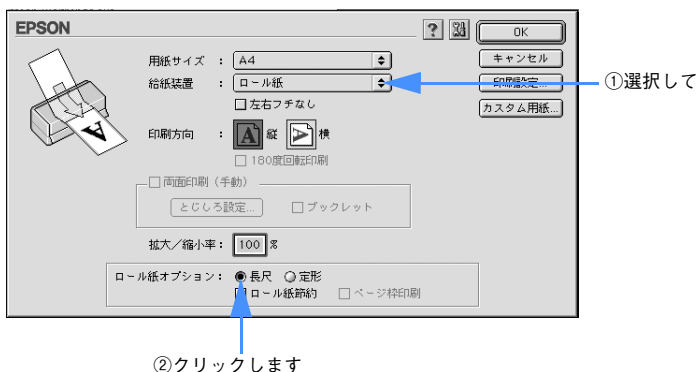 EPSON
? OK
用紙サイズ : A4 キャンセル
給紙装置 : ロール紙 印刷設定... ①選択して
左右フチなし カスタム用紙...
印刷方向 : A 縦 A 横
180度回転印刷
両面印刷（手動）
とじしろ設定... ブックレット
拡大／縮小率： 100 %
ロール紙オプション： 長尺 定形
ロール紙節約 ページ枠印刷
②クリックします